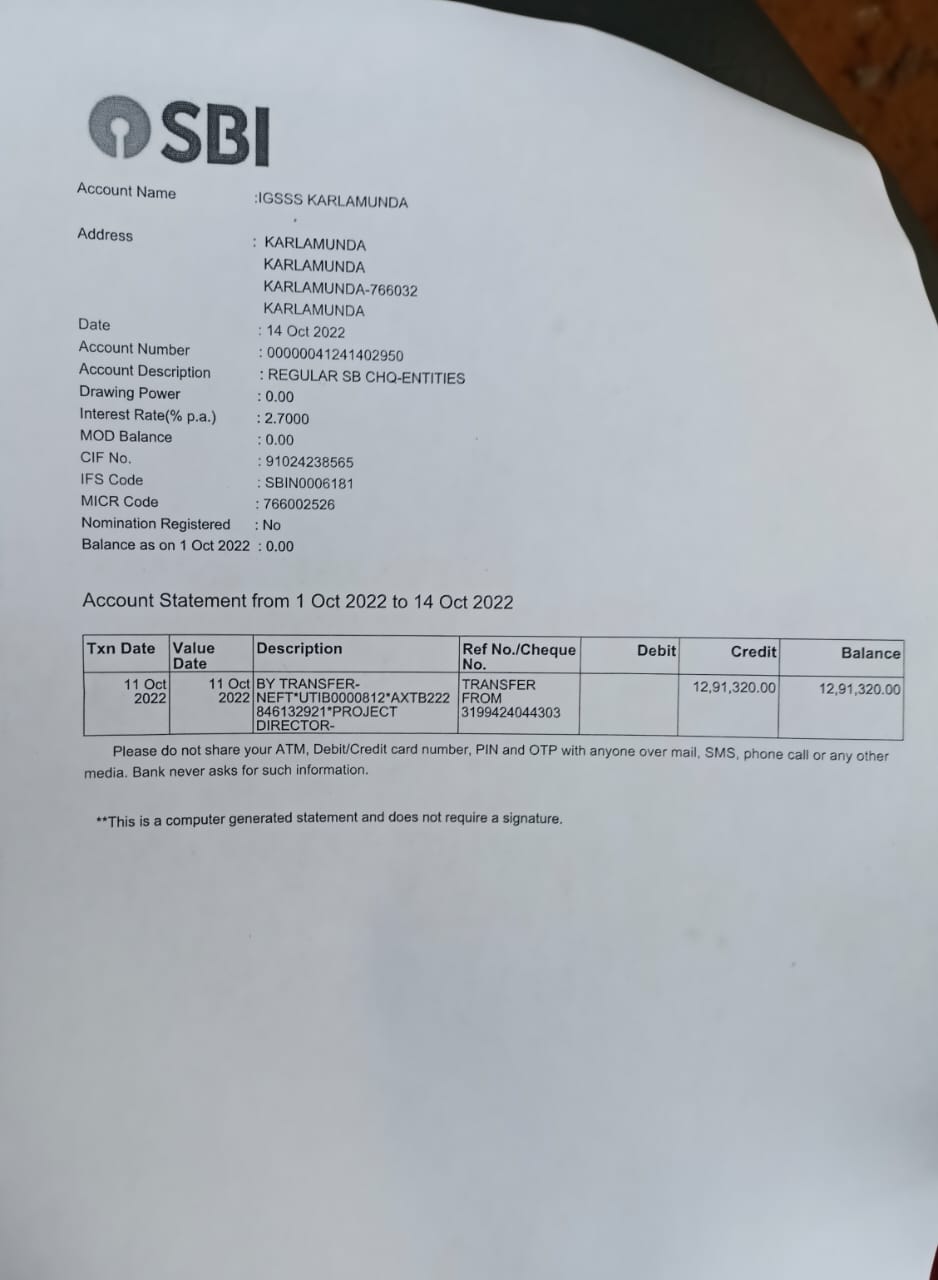 SBI
Account Name :IGSSS KARLAMUNDA
Address : KARLAMUNDA
KARLAMUNDA
KARLAMUNDA-766032
KARLAMUNDA
Date : 14 Oct 2022
Account Number : 00000041241402950
Account Description : REGULAR SB CHQ-ENTITIES
Drawing Power : 0.00
Interest Rate(% p.a.) : 2.7000
MOD Balance : 0.00
CIF No. : 91024238565
IFS Code : SBIN0006181
MICR Code : 766002526
Nomination Registered : No
Balance as on 1 Oct 2022 : 0.00
Account Statement from 1 Oct 2022 to 14 Oct 2022
Txn Date Value Description Ref No./Cheque Debit Credit Balance
Date No.
11 Oct 11 Oct BY TRANSFER- TRANSFER 12,91,320.00 12,91,320.00
2022 2022 NEFT*UTIB0000812*AXTB222 FROM
846132921*PROJECT 3199424044303
DIRECTOR-
Please do not share your ATM, Debit/Credit card number, PIN and OTP with anyone over mail, SMS, phone call or any other
media. Bank never asks for such information.
**This is a computer generated statement and does not require a signature.